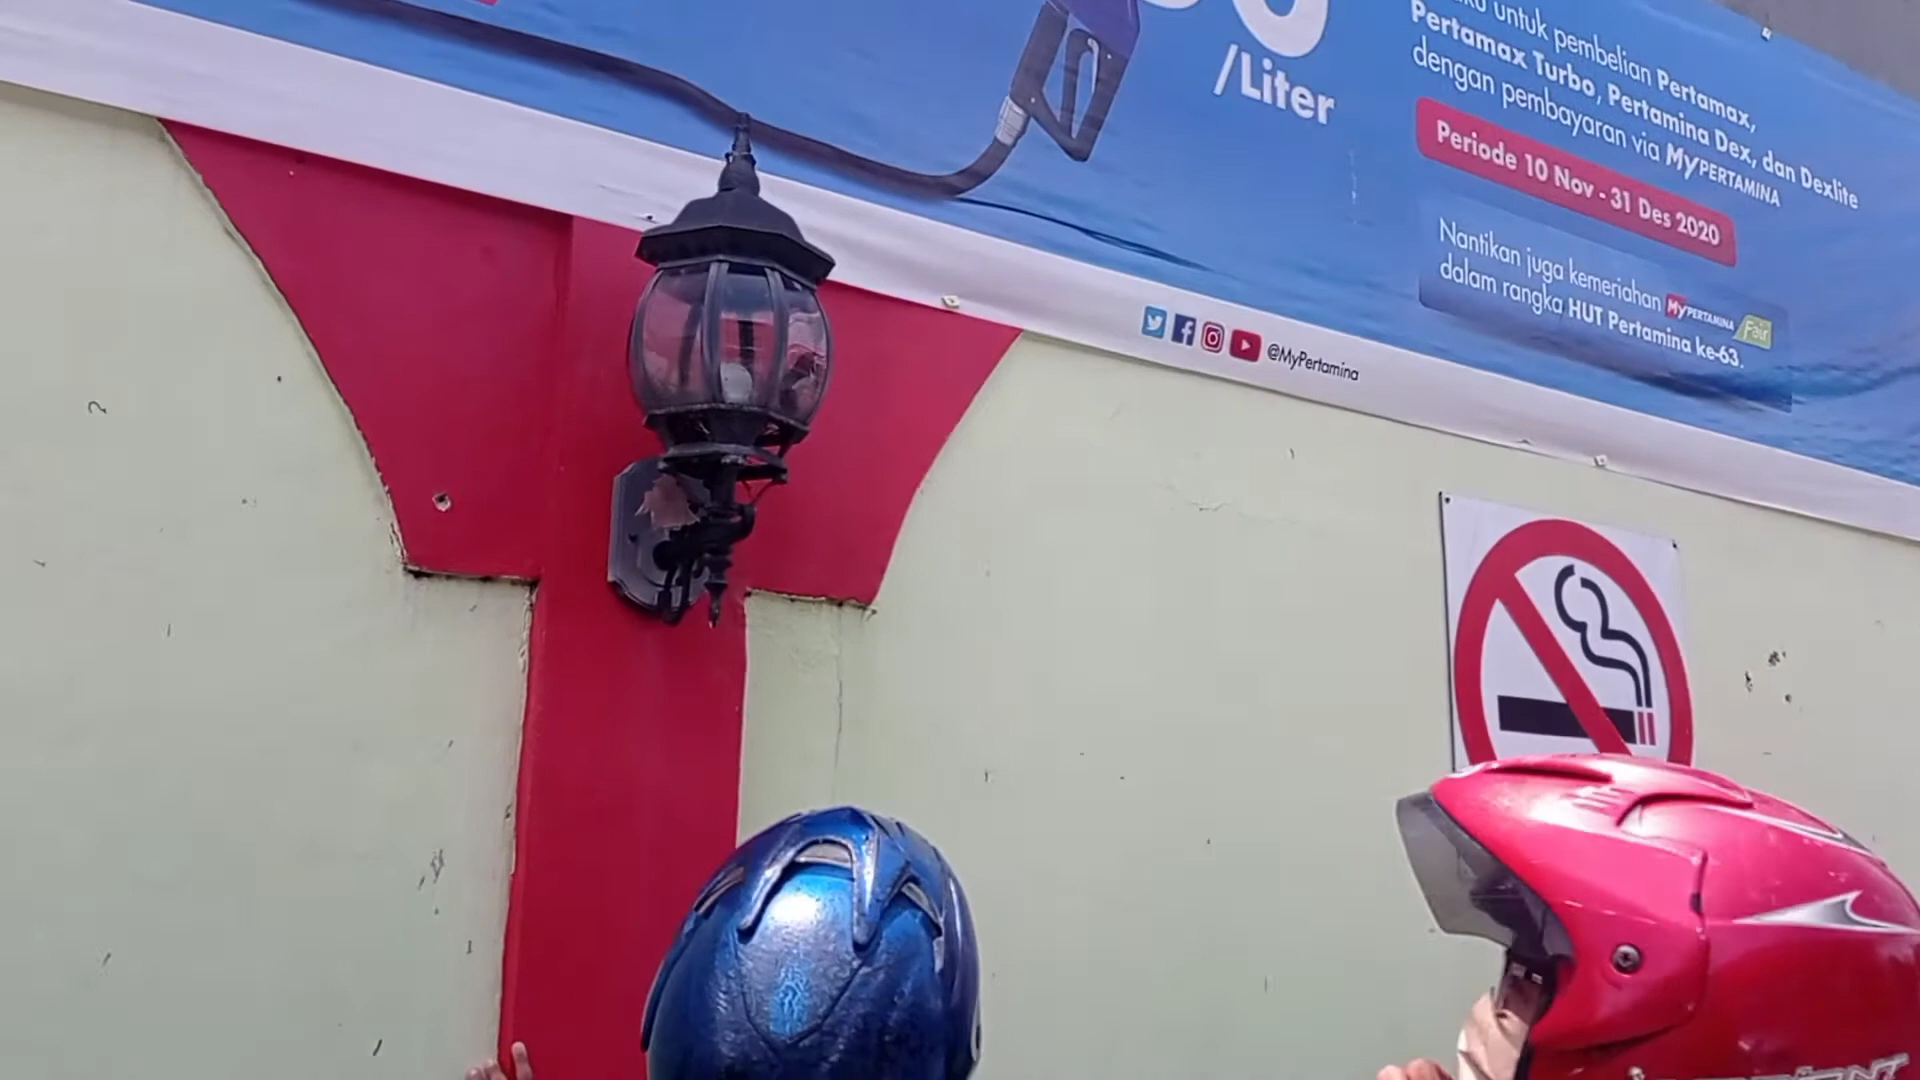 /Liter
untuk pembelian Pertamax,
Pertamax Turbo, Pertamina Dex, dan Dexlite
dengan pembayaran via MyPERTAMINA
Periode 10 Nov - 31 Des 2020
Nantikan juga kemeriahan MyPERTAMINA Fair
dalam rangka HUT Pertamina ke-63.
@MyPertamina